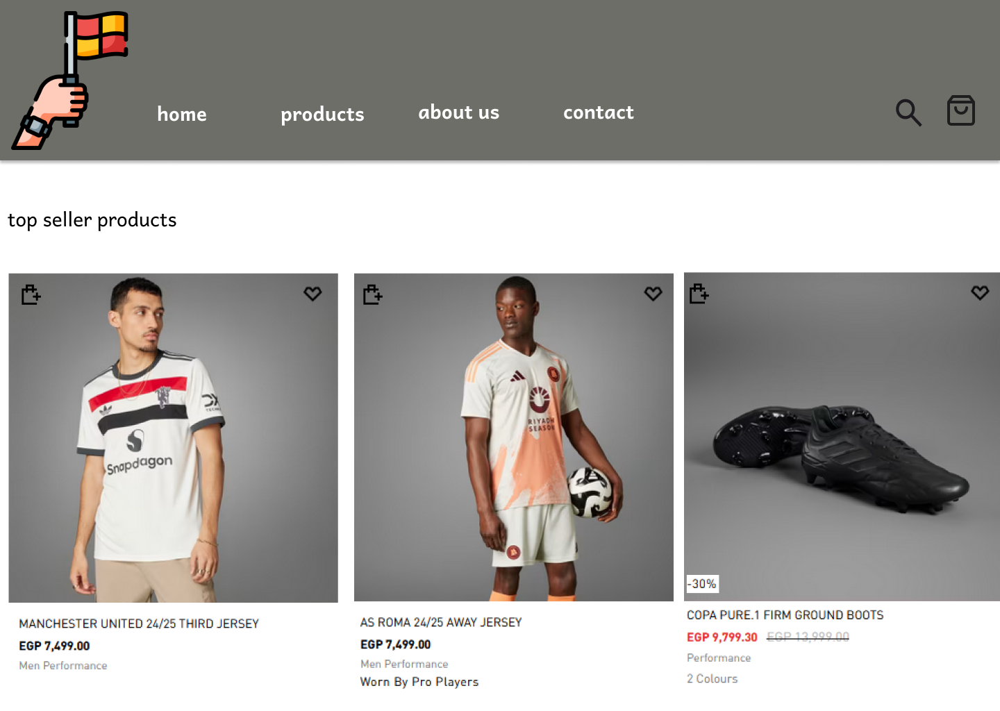 home
products
about us
contact
top seller products
Snapdagon
RIYADH
SEASON
-30%
MANCHESTER UNITED 24/25 THIRD JERSEY
EGP 7,499.00
Men Performance
AS ROMA 24/25 AWAY JERSEY
EGP 7,499.00
Men Performance
Worn By Pro Players
COPA PURE.1 FIRM GROUND BOOTS
EGP 9,799.30 EGP 13,999.00
Performance
2 Colours